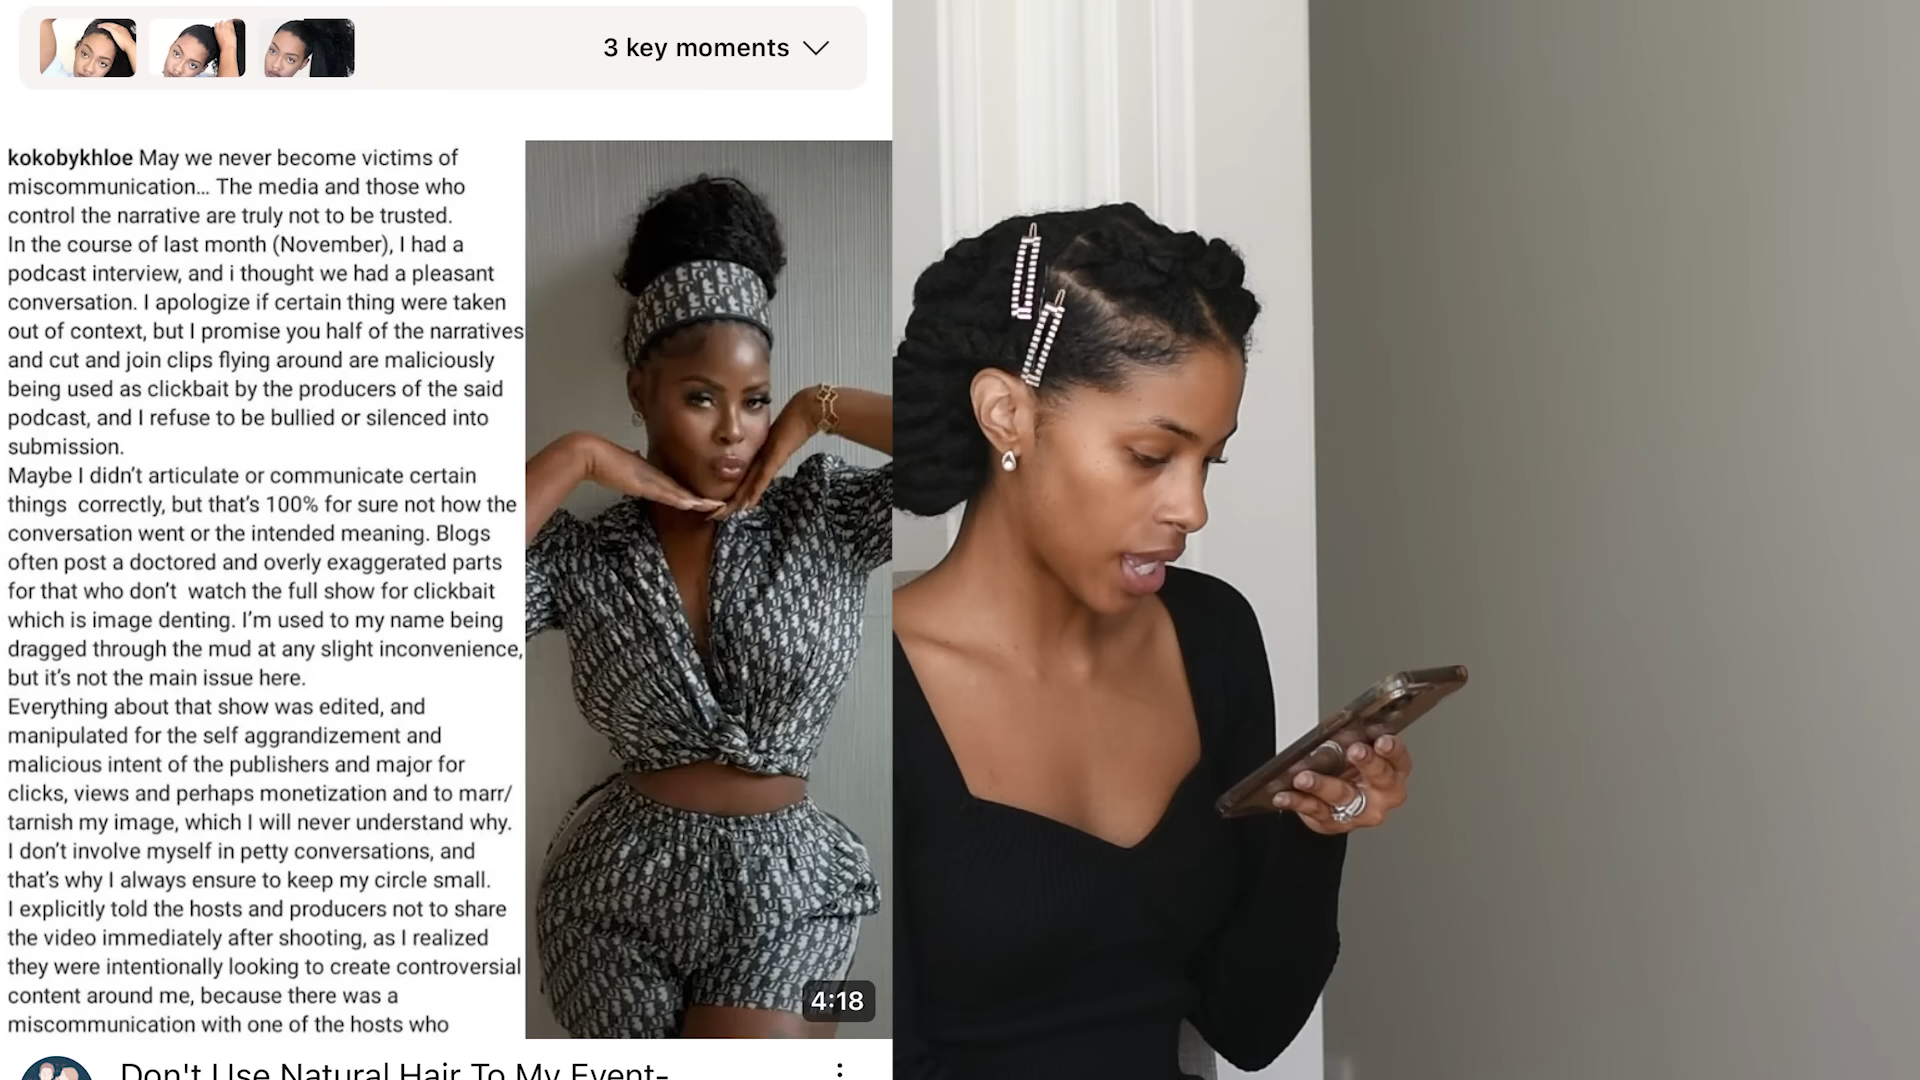 3 key moments
kokobykhloe May we never become victims of
miscommunication... The media and those who
control the narrative are truly not to be trusted.
In the course of last month (November), I had a
podcast interview, and i thought we had a pleasant
conversation. I apologize if certain thing were taken
out of context, but I promise you half of the narratives
and cut and join clips flying around are maliciously
being used as clickbait by the producers of the said
podcast, and I refuse to be bullied or silenced into
submission.
Maybe I didn't articulate or communicate certain
things  correctly, but that's 100% for sure not how the
conversation went or the intended meaning. Blogs
often post a doctored and overly exaggerated parts
for that who don't  watch the full show for clickbait
which is image denting. I'm used to my name being
dragged through the mud at any slight inconvenience,
but it's not the main issue here.
Everything about that show was edited, and
manipulated for the self aggrandizement and
malicious intent of the publishers and major for
clicks, views and perhaps monetization and to marr/
tarnish my image, which I will never understand why.
I don't involve myself in petty conversations, and
that's why I always ensure to keep my circle small.
I explicitly told the hosts and producers not to share
the video immediately after shooting, as I realized
they were intentionally looking to create controversial
content around me, because there was a
miscommunication with one of the hosts who
4:18
Don't Use Natural Hair To My Event-